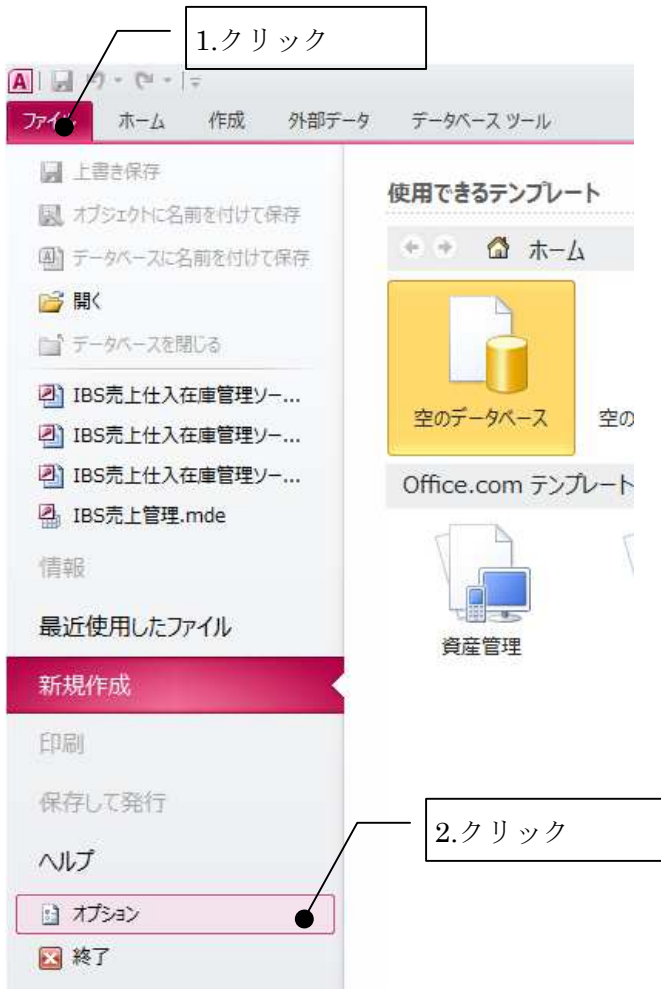 1.クリック
A
ファイル ホーム 作成 外部データ データベース ツール
上書き保存
オブジェクトに名前を付けて保存
データベースに名前を付けて保存
開く
データベースを閉じる
IBS売上仕入在庫管理ソー...
IBS売上仕入在庫管理ソー...
IBS売上仕入在庫管理ソー...
IBS売上管理.mde
情報
最近使用したファイル
新規作成
印刷
保存して発行
ヘルプ
オプション
終了
使用できるテンプレート
ホーム
空のデータベース 空の
Office.com テンプレート
資産管理
2.クリック